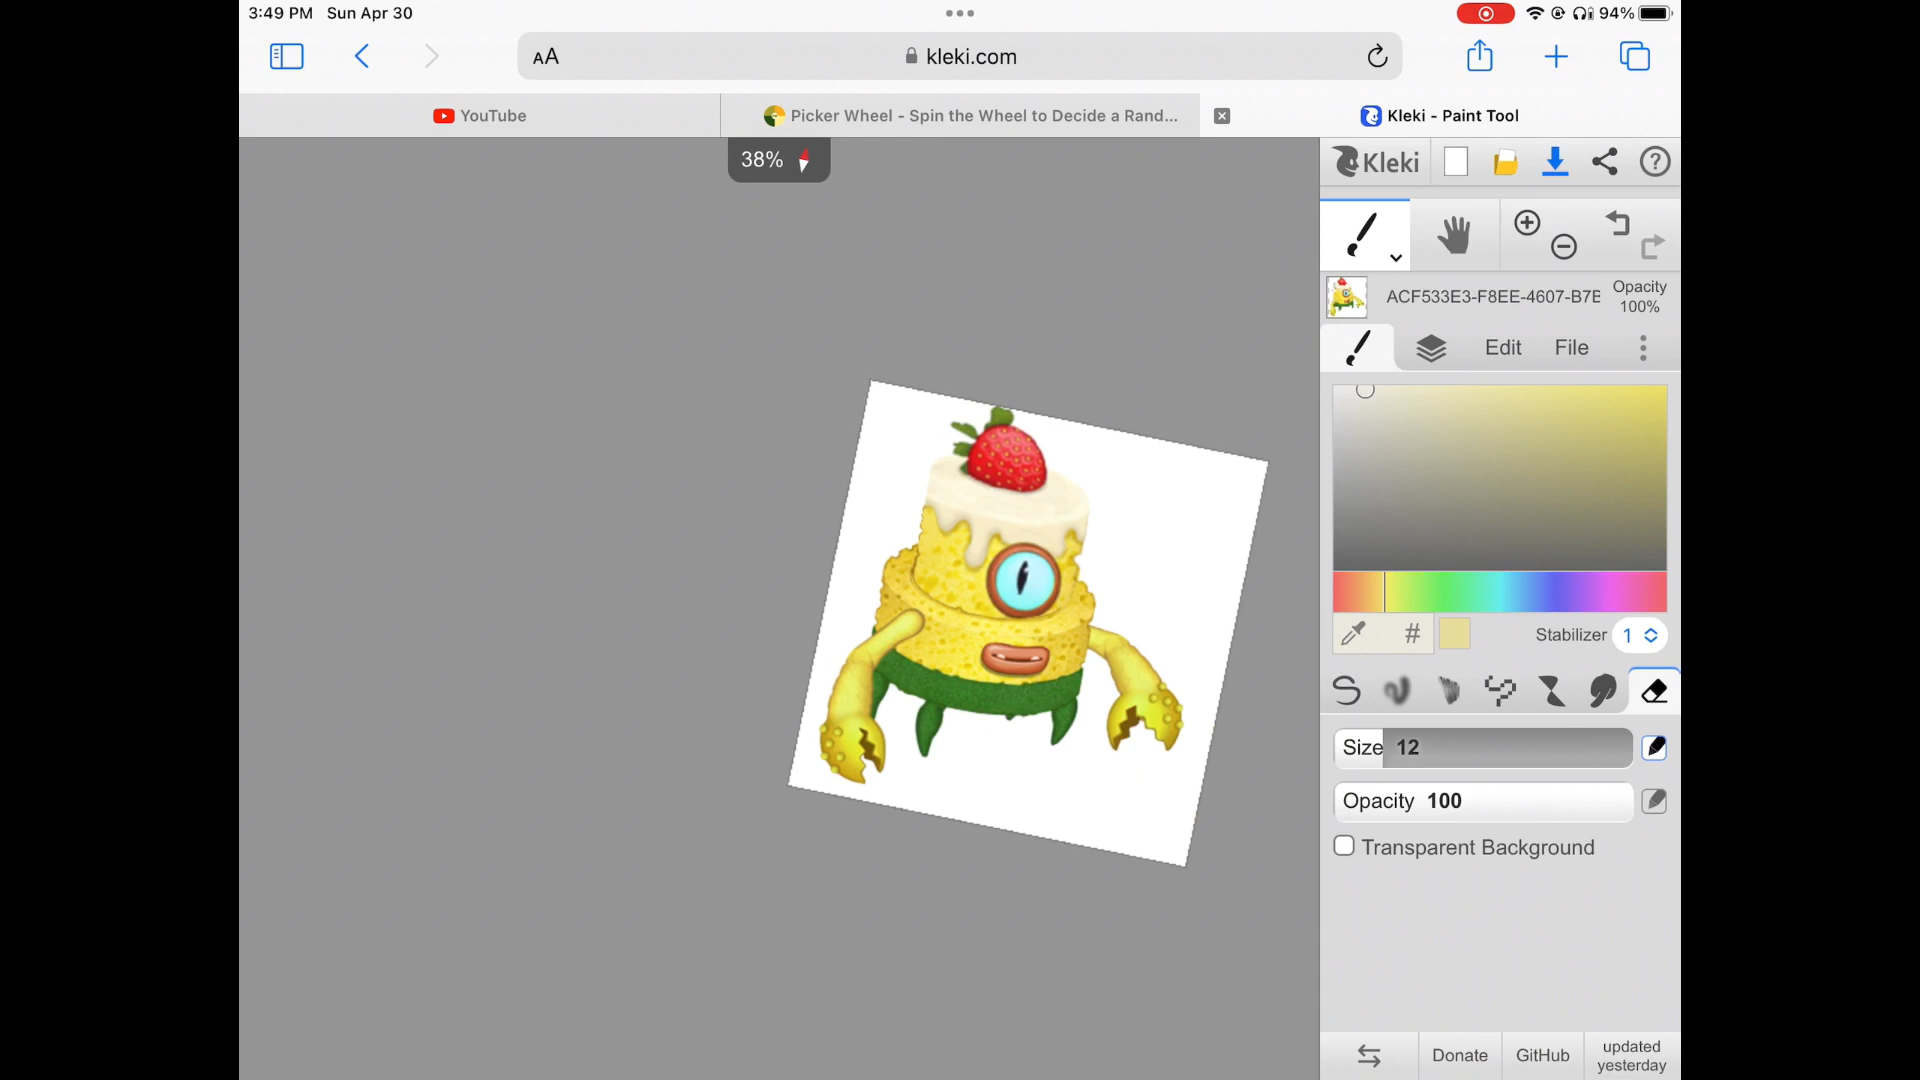 3:49 PM Sun Apr 30
94%
AA
kleki.com
YouTube
Picker Wheel - Spin the Wheel to Decide a Rand...
Kleki - Paint Tool
38%
Kleki
?
ACF533E3-F8EE-4607-B7E
Opacity
100%
Edit
File
#
Stabilizer 1
Size 12
Opacity 100
Transparent Background
Donate
GitHub
updated
yesterday